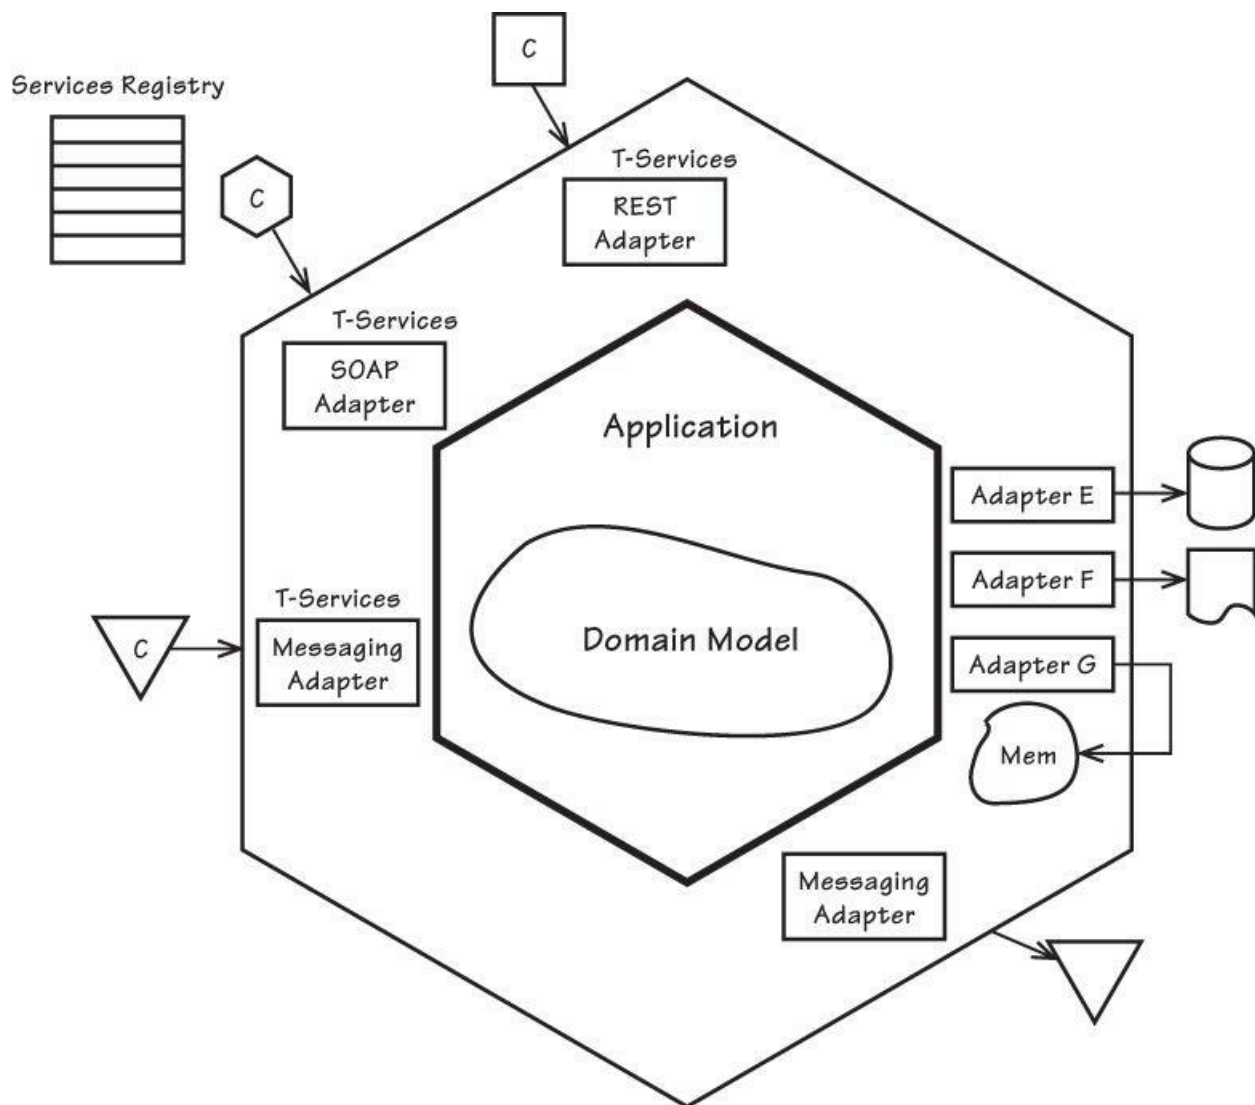 C
Services Registry
T-Services
REST
Adapter
C
T-Services
SOAP
Adapter
Application
Adapter E
Adapter F
T-Services
Messaging
Adapter
C
Domain Model
Adapter G
Mem
Messaging
Adapter